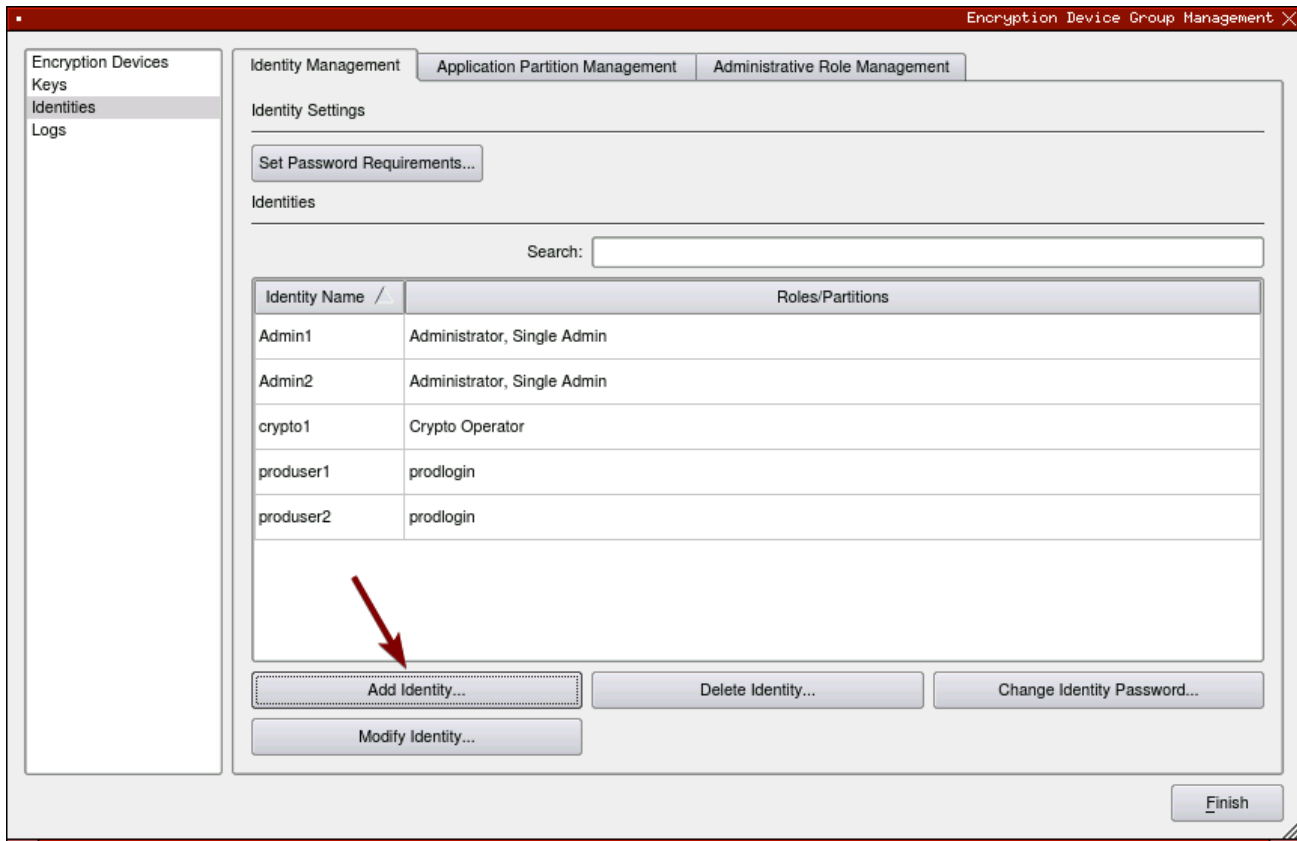 Encryption Device Group Management
Encryption Devices
Keys
Identities
Logs
Identity Management
Application Partition Management
Administrative Role Management
Identity Settings
Set Password Requirements...
Identities
Search:
Identity Name
Roles/Partitions
Admin1
Administrator, Single Admin
Admin2
Administrator, Single Admin
crypto1
Crypto Operator
produser1
prodlogin
produser2
prodlogin
Add Identity...
Delete Identity...
Change Identity Password...
Modify Identity...
Finish